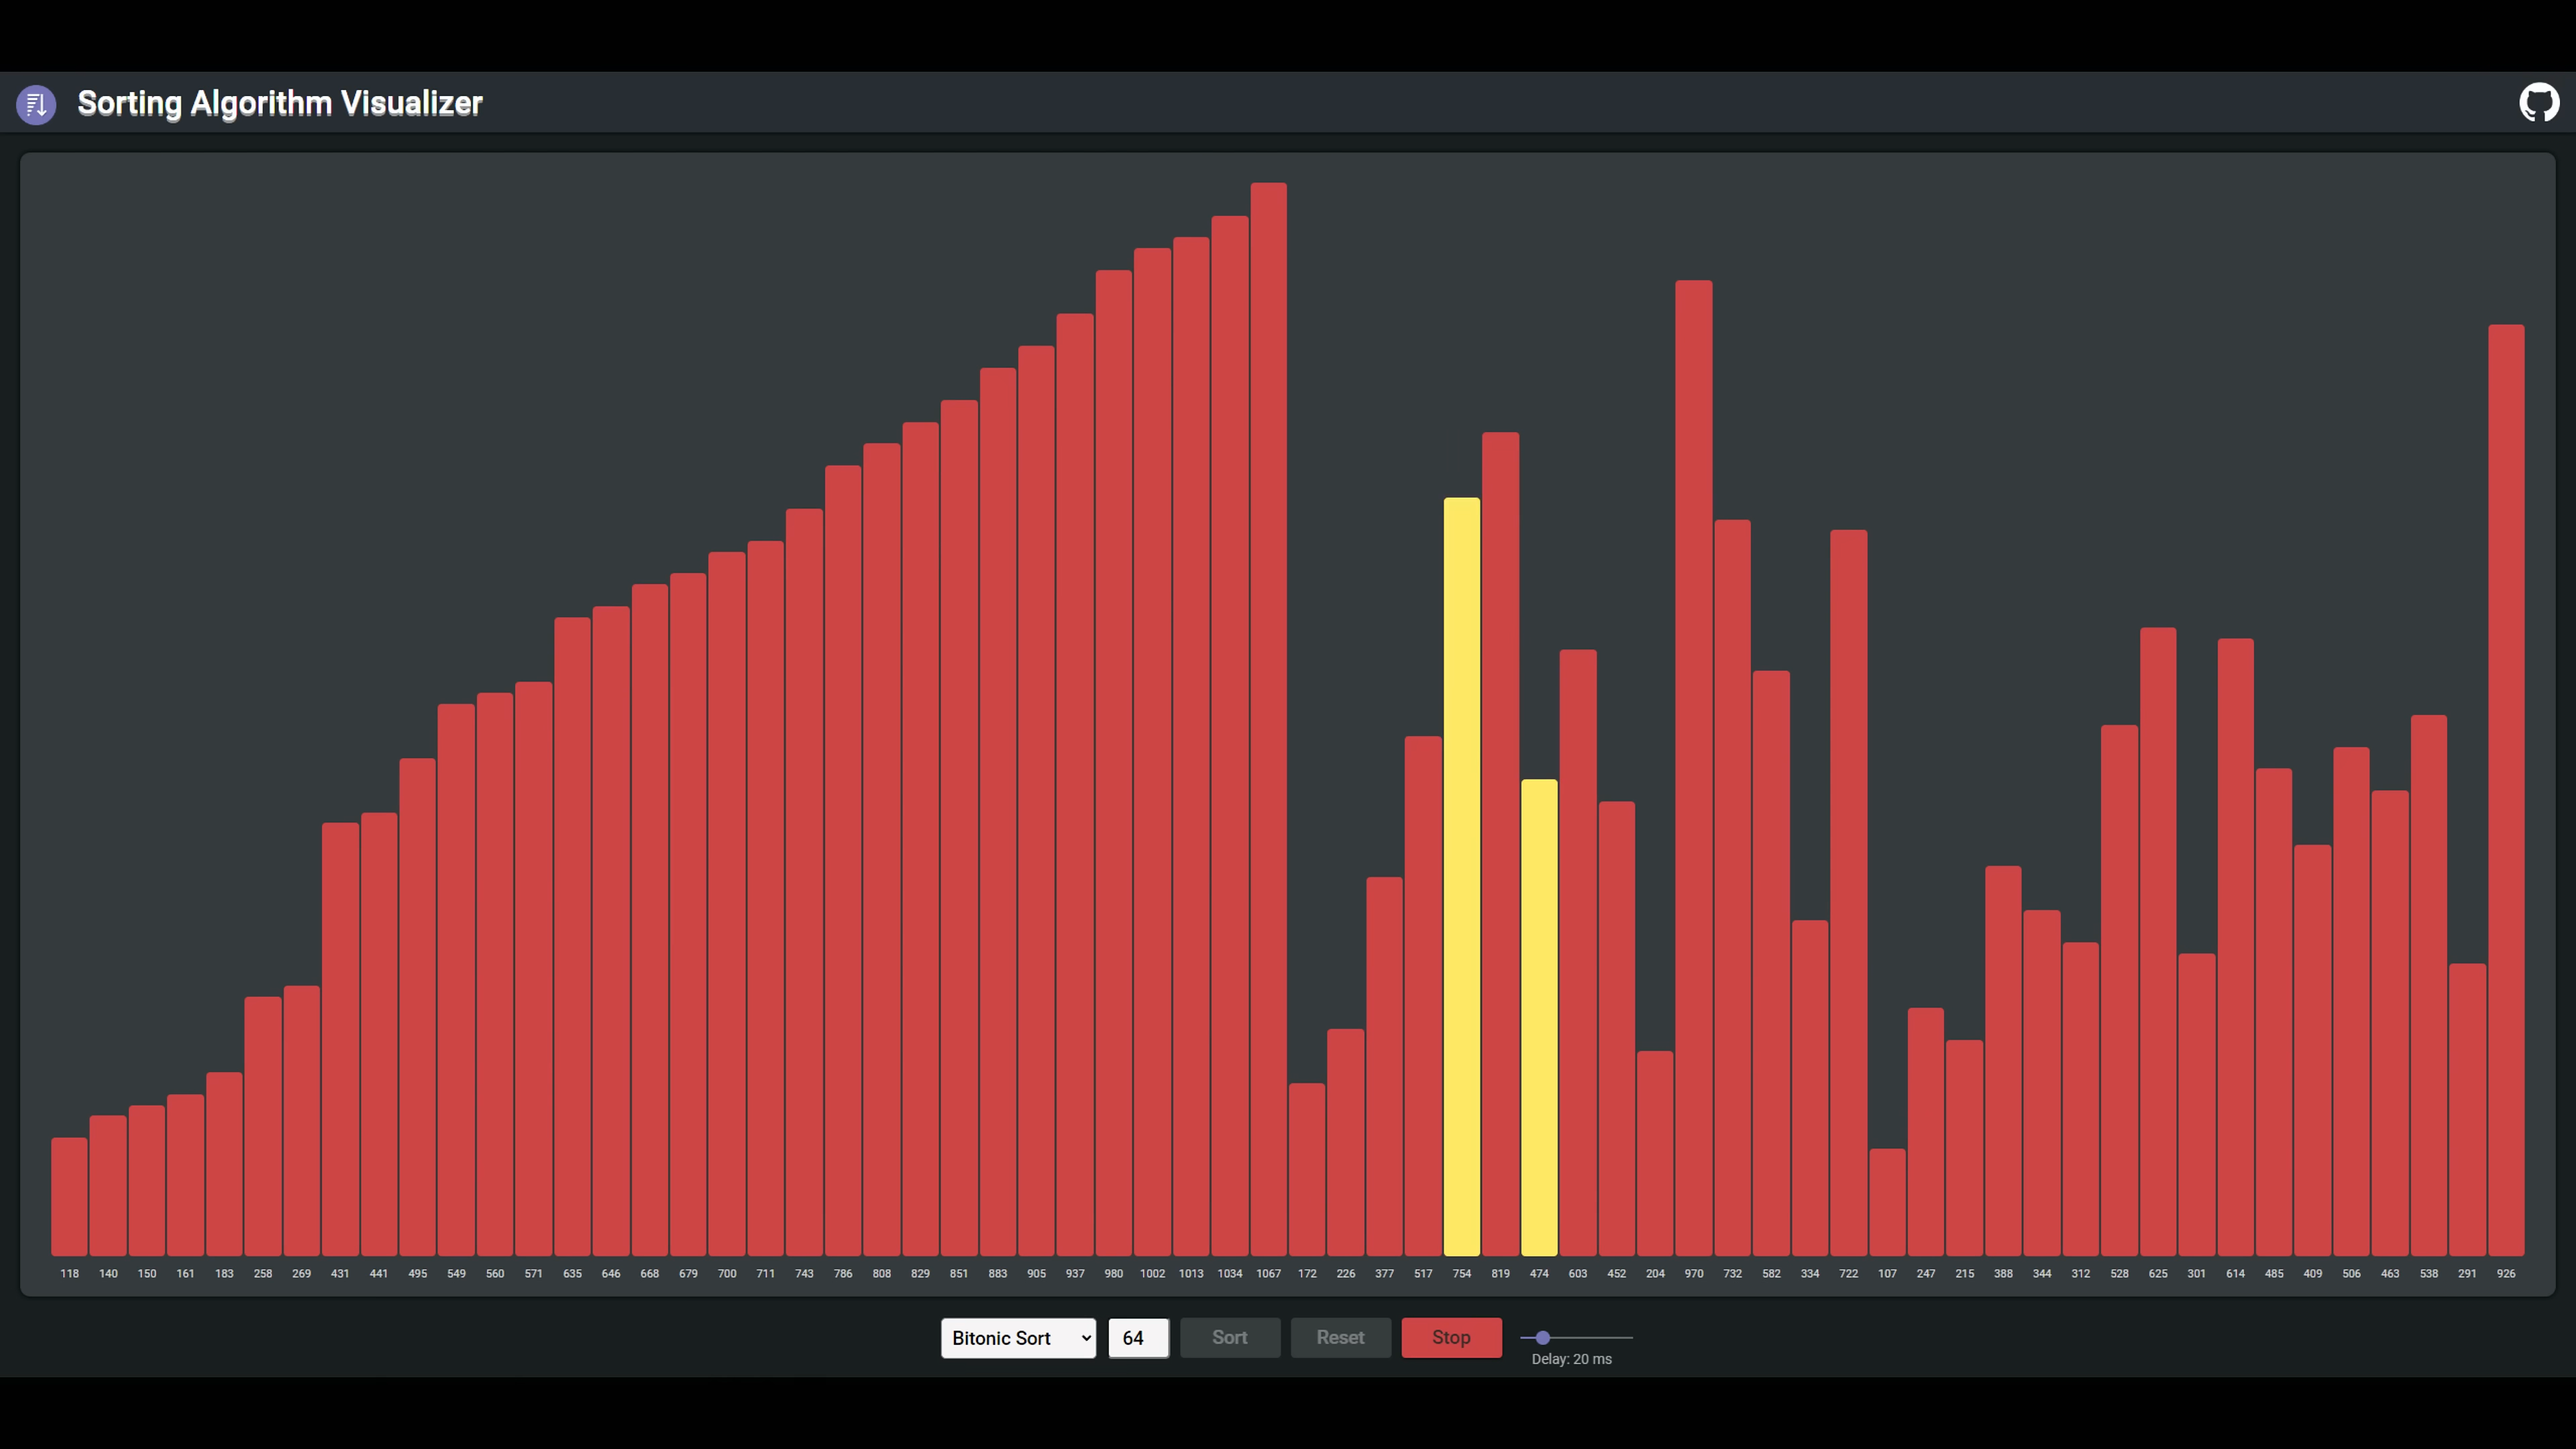 Sorting Algorithm Visualizer
118 140 150 161 183 258 269 431 441 495 549 560 571 635 646 668 679 700 711 743 786 808 829 851 883 905 937 980 1002 1013 1034 1067 172 226 377 517 754 819 474 603 452 204 970 732 582 334 722 107 247 215 388 344 312 528 625 301 614 485 409 506 463 538 291 926
Bitonic Sort 64 Sort Reset Stop
Delay: 20 ms